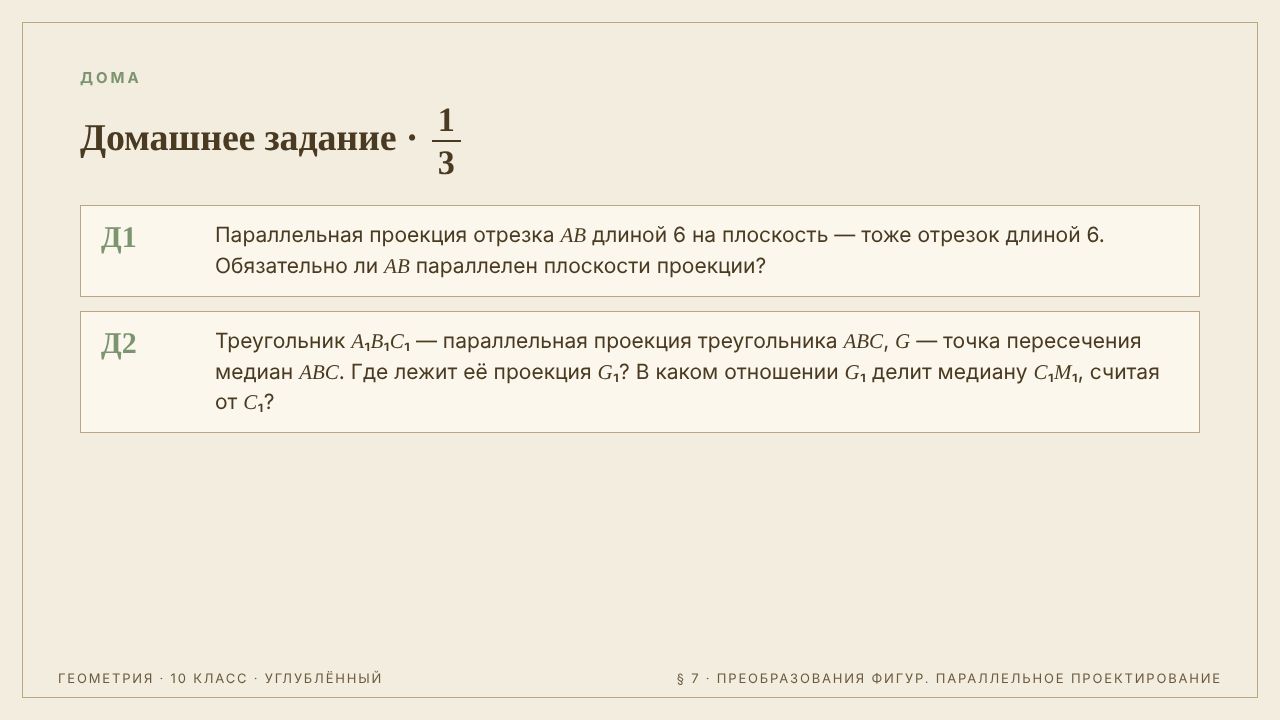 ДОМА
Домашнее задание · 1/3
Д1
Параллельная проекция отрезка AB длиной 6 на плоскость — тоже отрезок длиной 6.
Обязательно ли AB параллелен плоскости проекции?
Д2
Треугольник A₁B₁C₁ — параллельная проекция треугольника ABC, G — точка пересечения
медиан ABC. Где лежит её проекция G₁? В каком отношении G₁ делит медиану C₁M₁, считая
от C₁?
ГЕОМЕТРИЯ · 10 КЛАСС · УГЛУБЛЁННЫЙ
§ 7 · ПРЕОБРАЗОВАНИЯ ФИГУР. ПАРАЛЛЕЛЬНОЕ ПРОЕКТИРОВАНИЕ